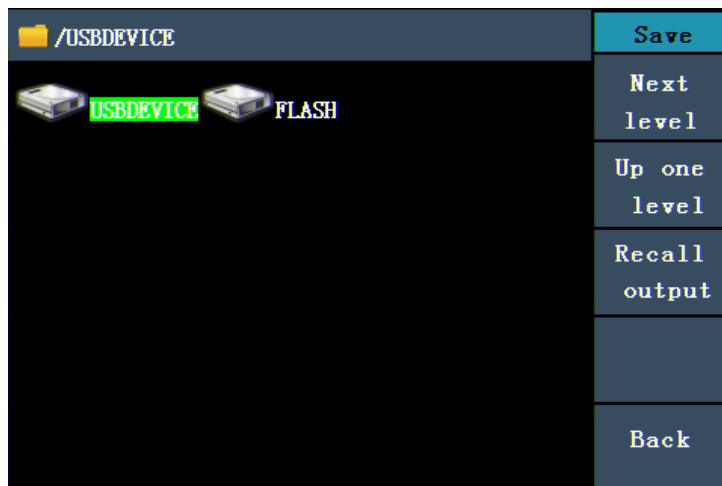 /USBDEVICE
USBDEVICE FLASH
Save
Next
level
Up one
level
Recall
output
Back